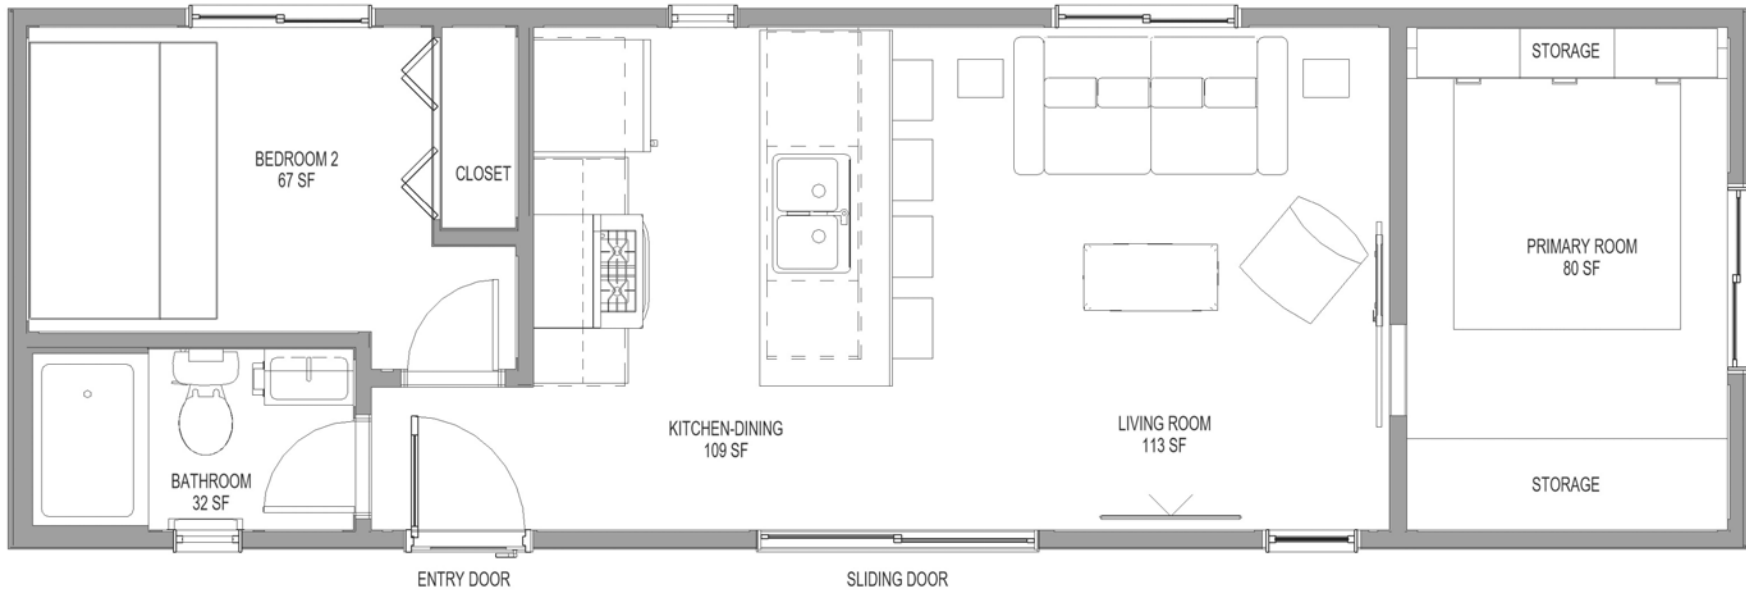 STORAGE
BEDROOM 2
67 SF
CLOSET
PRIMARY ROOM
80 SF
KITCHEN-DINING
109 SF
LIVING ROOM
113 SF
BATHROOM
32 SF
STORAGE
ENTRY DOOR
SLIDING DOOR